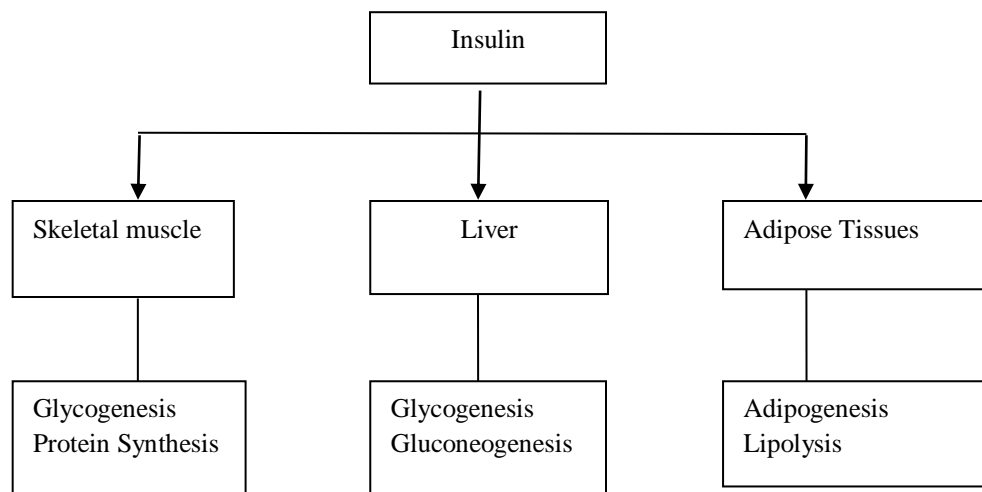 Insulin
Skeletal muscle
Liver
Adipose Tissues
Glycogenesis
Protein Synthesis
Glycogenesis
Gluconeogenesis
Adipogenesis
Lipolysis